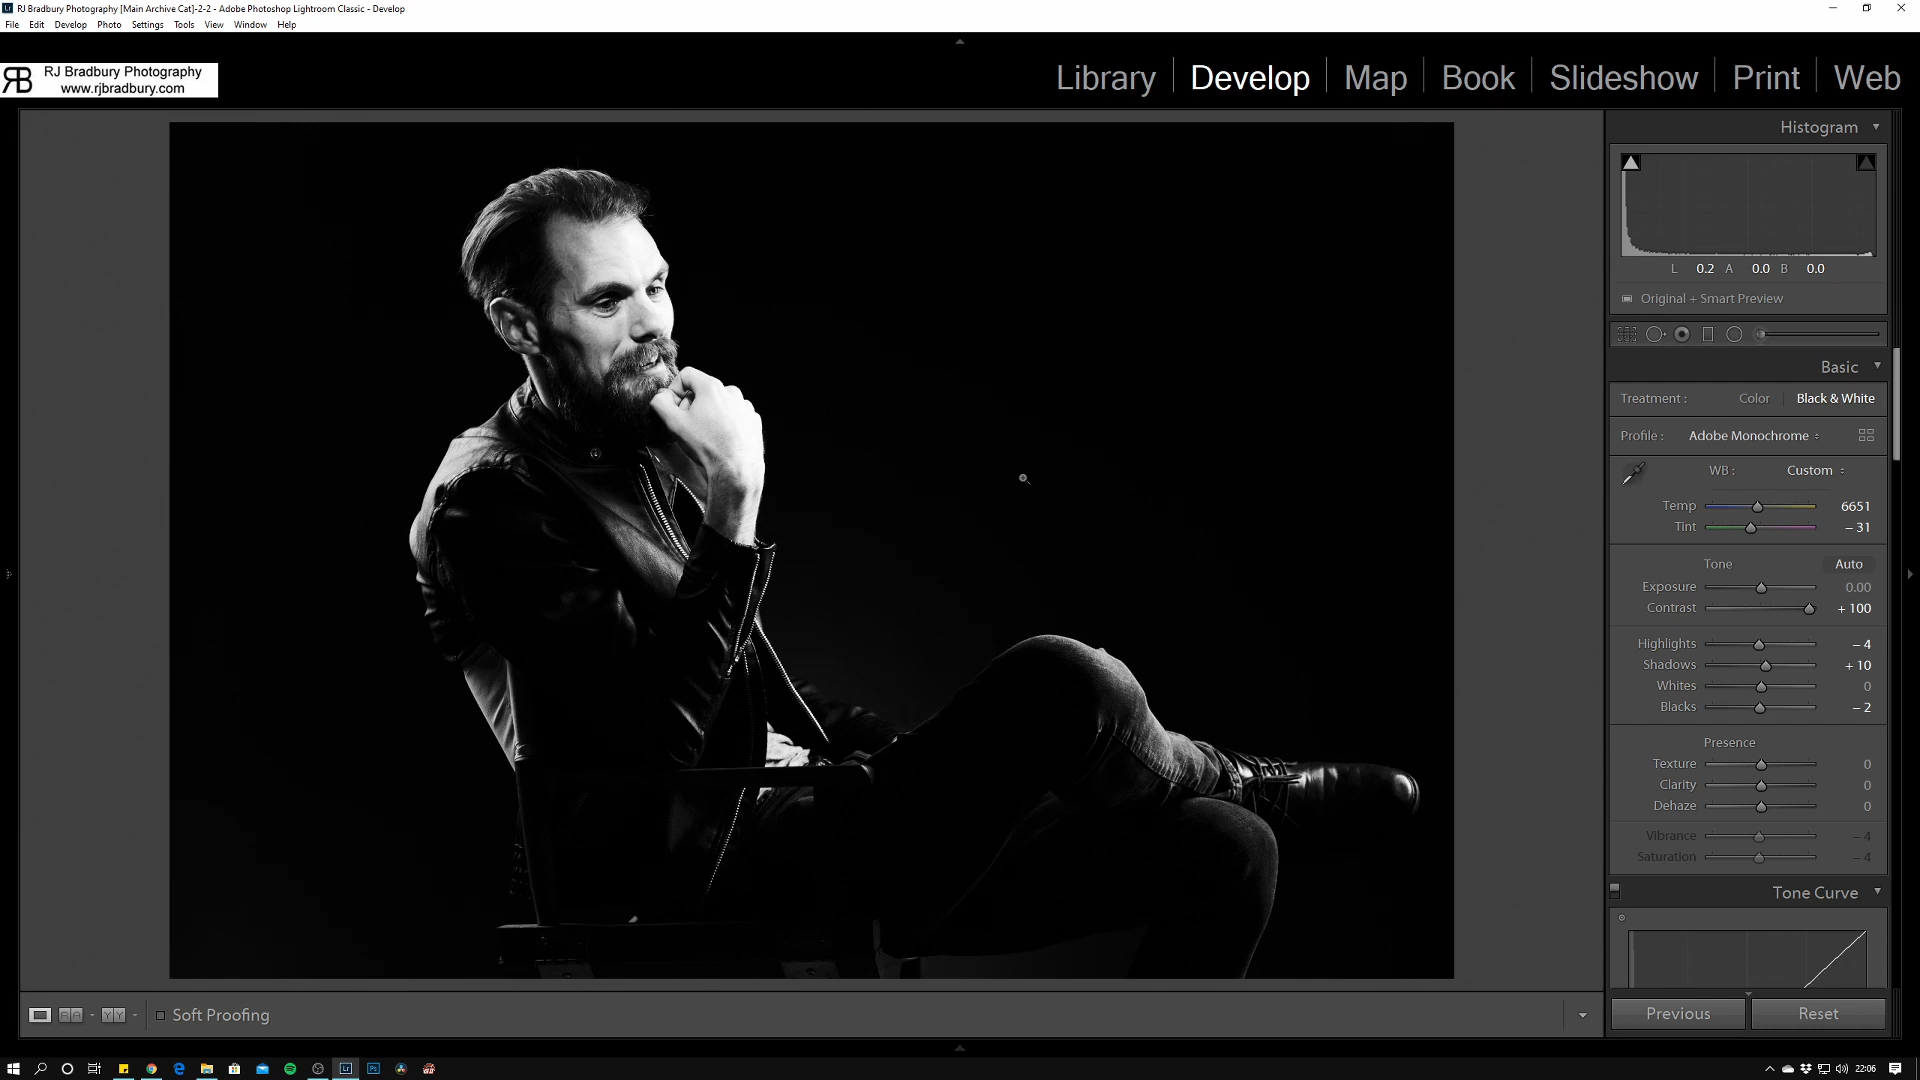 RJ Bradbury Photography [Main Archive Cat]-2-2 - Adobe Photoshop Lightroom Classic - Develop
File Edit Develop Photo Settings Tools View Window Help
RJ Bradbury Photography
www.rjbradbury.com
Library Develop Map Book Slideshow Print Web
Histogram
L 0.2 A 0.0 B 0.0
Original + Smart Preview
Basic
Treatment : Color Black & White
Profile : Adobe Monochrome
WB : Custom
Temp 6651
Tint – 31
Tone Auto
Exposure 0.00
Contrast + 100
Highlights – 4
Shadows + 10
Whites 0
Blacks – 2
Presence
Texture 0
Clarity 0
Dehaze 0
Vibrance – 4
Saturation – 4
Tone Curve
Soft Proofing
Previous Reset
22:06